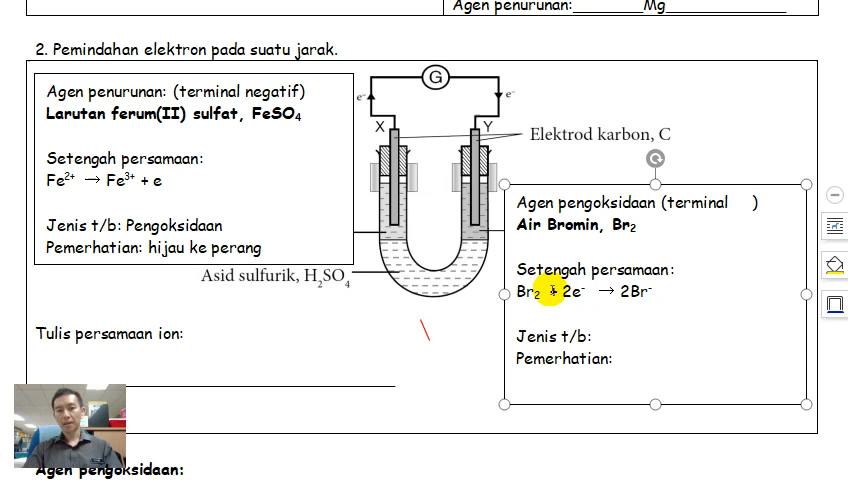 Agen penurunan:________Mg______________
2. Pemindahan elektron pada suatu jarak.
Agen penurunan: (terminal negatif)
Larutan ferum(II) sulfat, FeSO₄
Setengah persamaan:
Fe²⁺ → Fe³⁺ + e
Jenis t/b: Pengoksidaan
Pemerhatian: hijau ke perang
G
e⁻
e⁻
X
Y
Elektrod karbon, C
Asid sulfurik, H₂SO₄
Agen pengoksidaan (terminal )
Air Bromin, Br₂
Setengah persamaan:
Br₂ + 2e⁻ → 2Br⁻
Jenis t/b:
Pemerhatian:
Tulis persamaan ion:
Agen pengoksidaan: